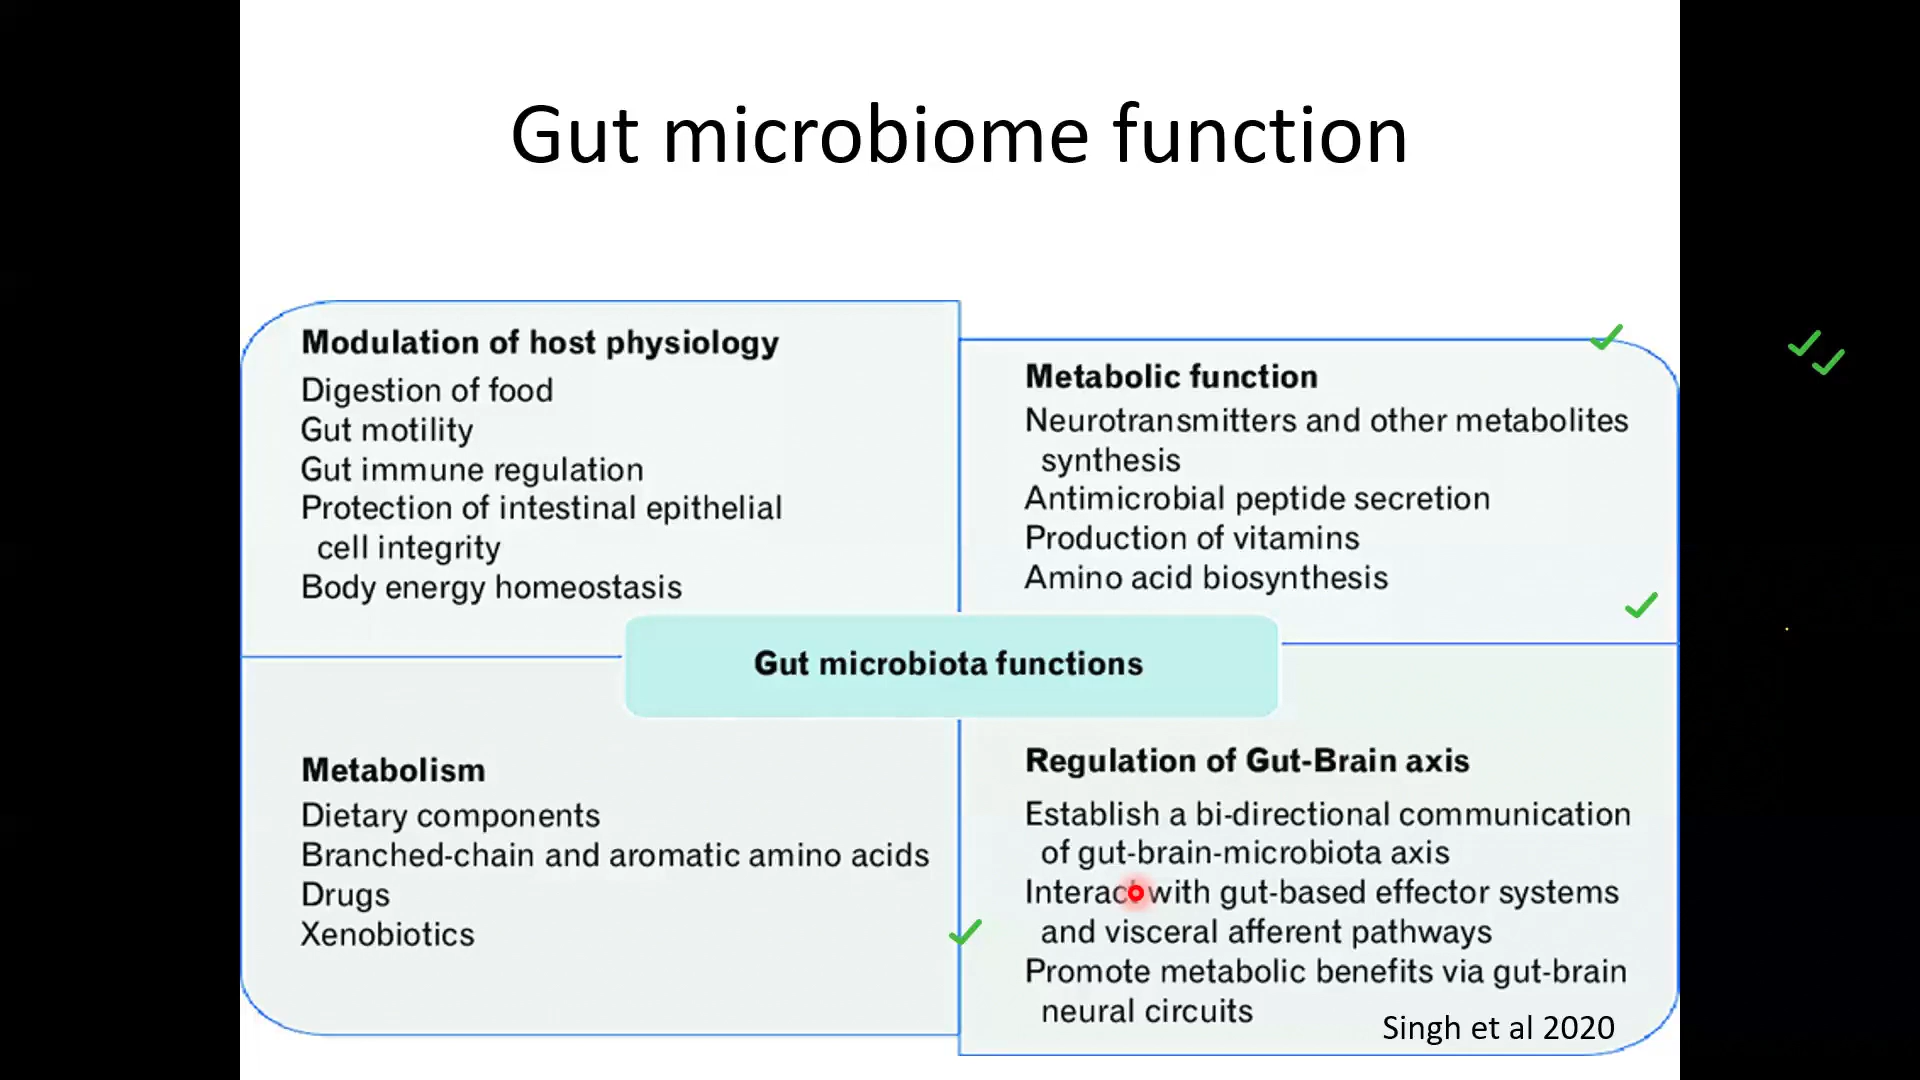 Gut microbiome function
Modulation of host physiology
Digestion of food
Gut motility
Gut immune regulation
Protection of intestinal epithelial
cell integrity
Body energy homeostasis
Metabolic function
Neurotransmitters and other metabolites
synthesis
Antimicrobial peptide secretion
Production of vitamins
Amino acid biosynthesis
Gut microbiota functions
Metabolism
Dietary components
Branched-chain and aromatic amino acids
Drugs
Xenobiotics
Regulation of Gut-Brain axis
Establish a bi-directional communication
of gut-brain-microbiota axis
Interact with gut-based effector systems
and visceral afferent pathways
Promote metabolic benefits via gut-brain
neural circuits
Singh et al 2020